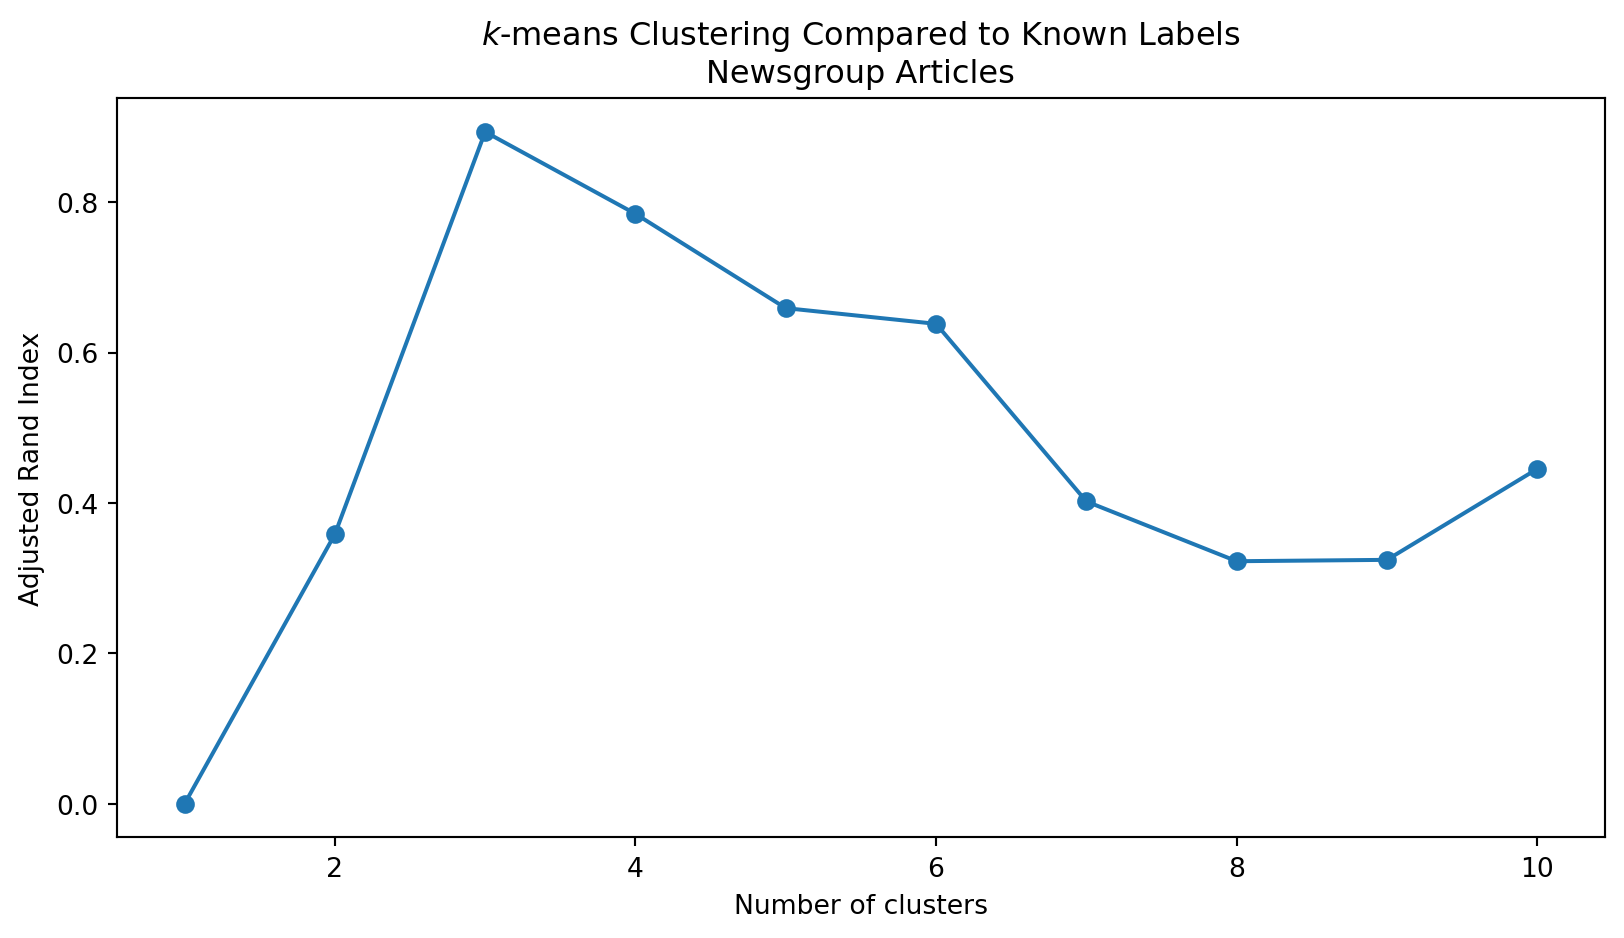 k-means Clustering Compared to Known Labels
Newsgroup Articles
Adjusted Rand Index
0.8
0.6
0.4
0.2
0.0
2 4 6 8 10
Number of clusters